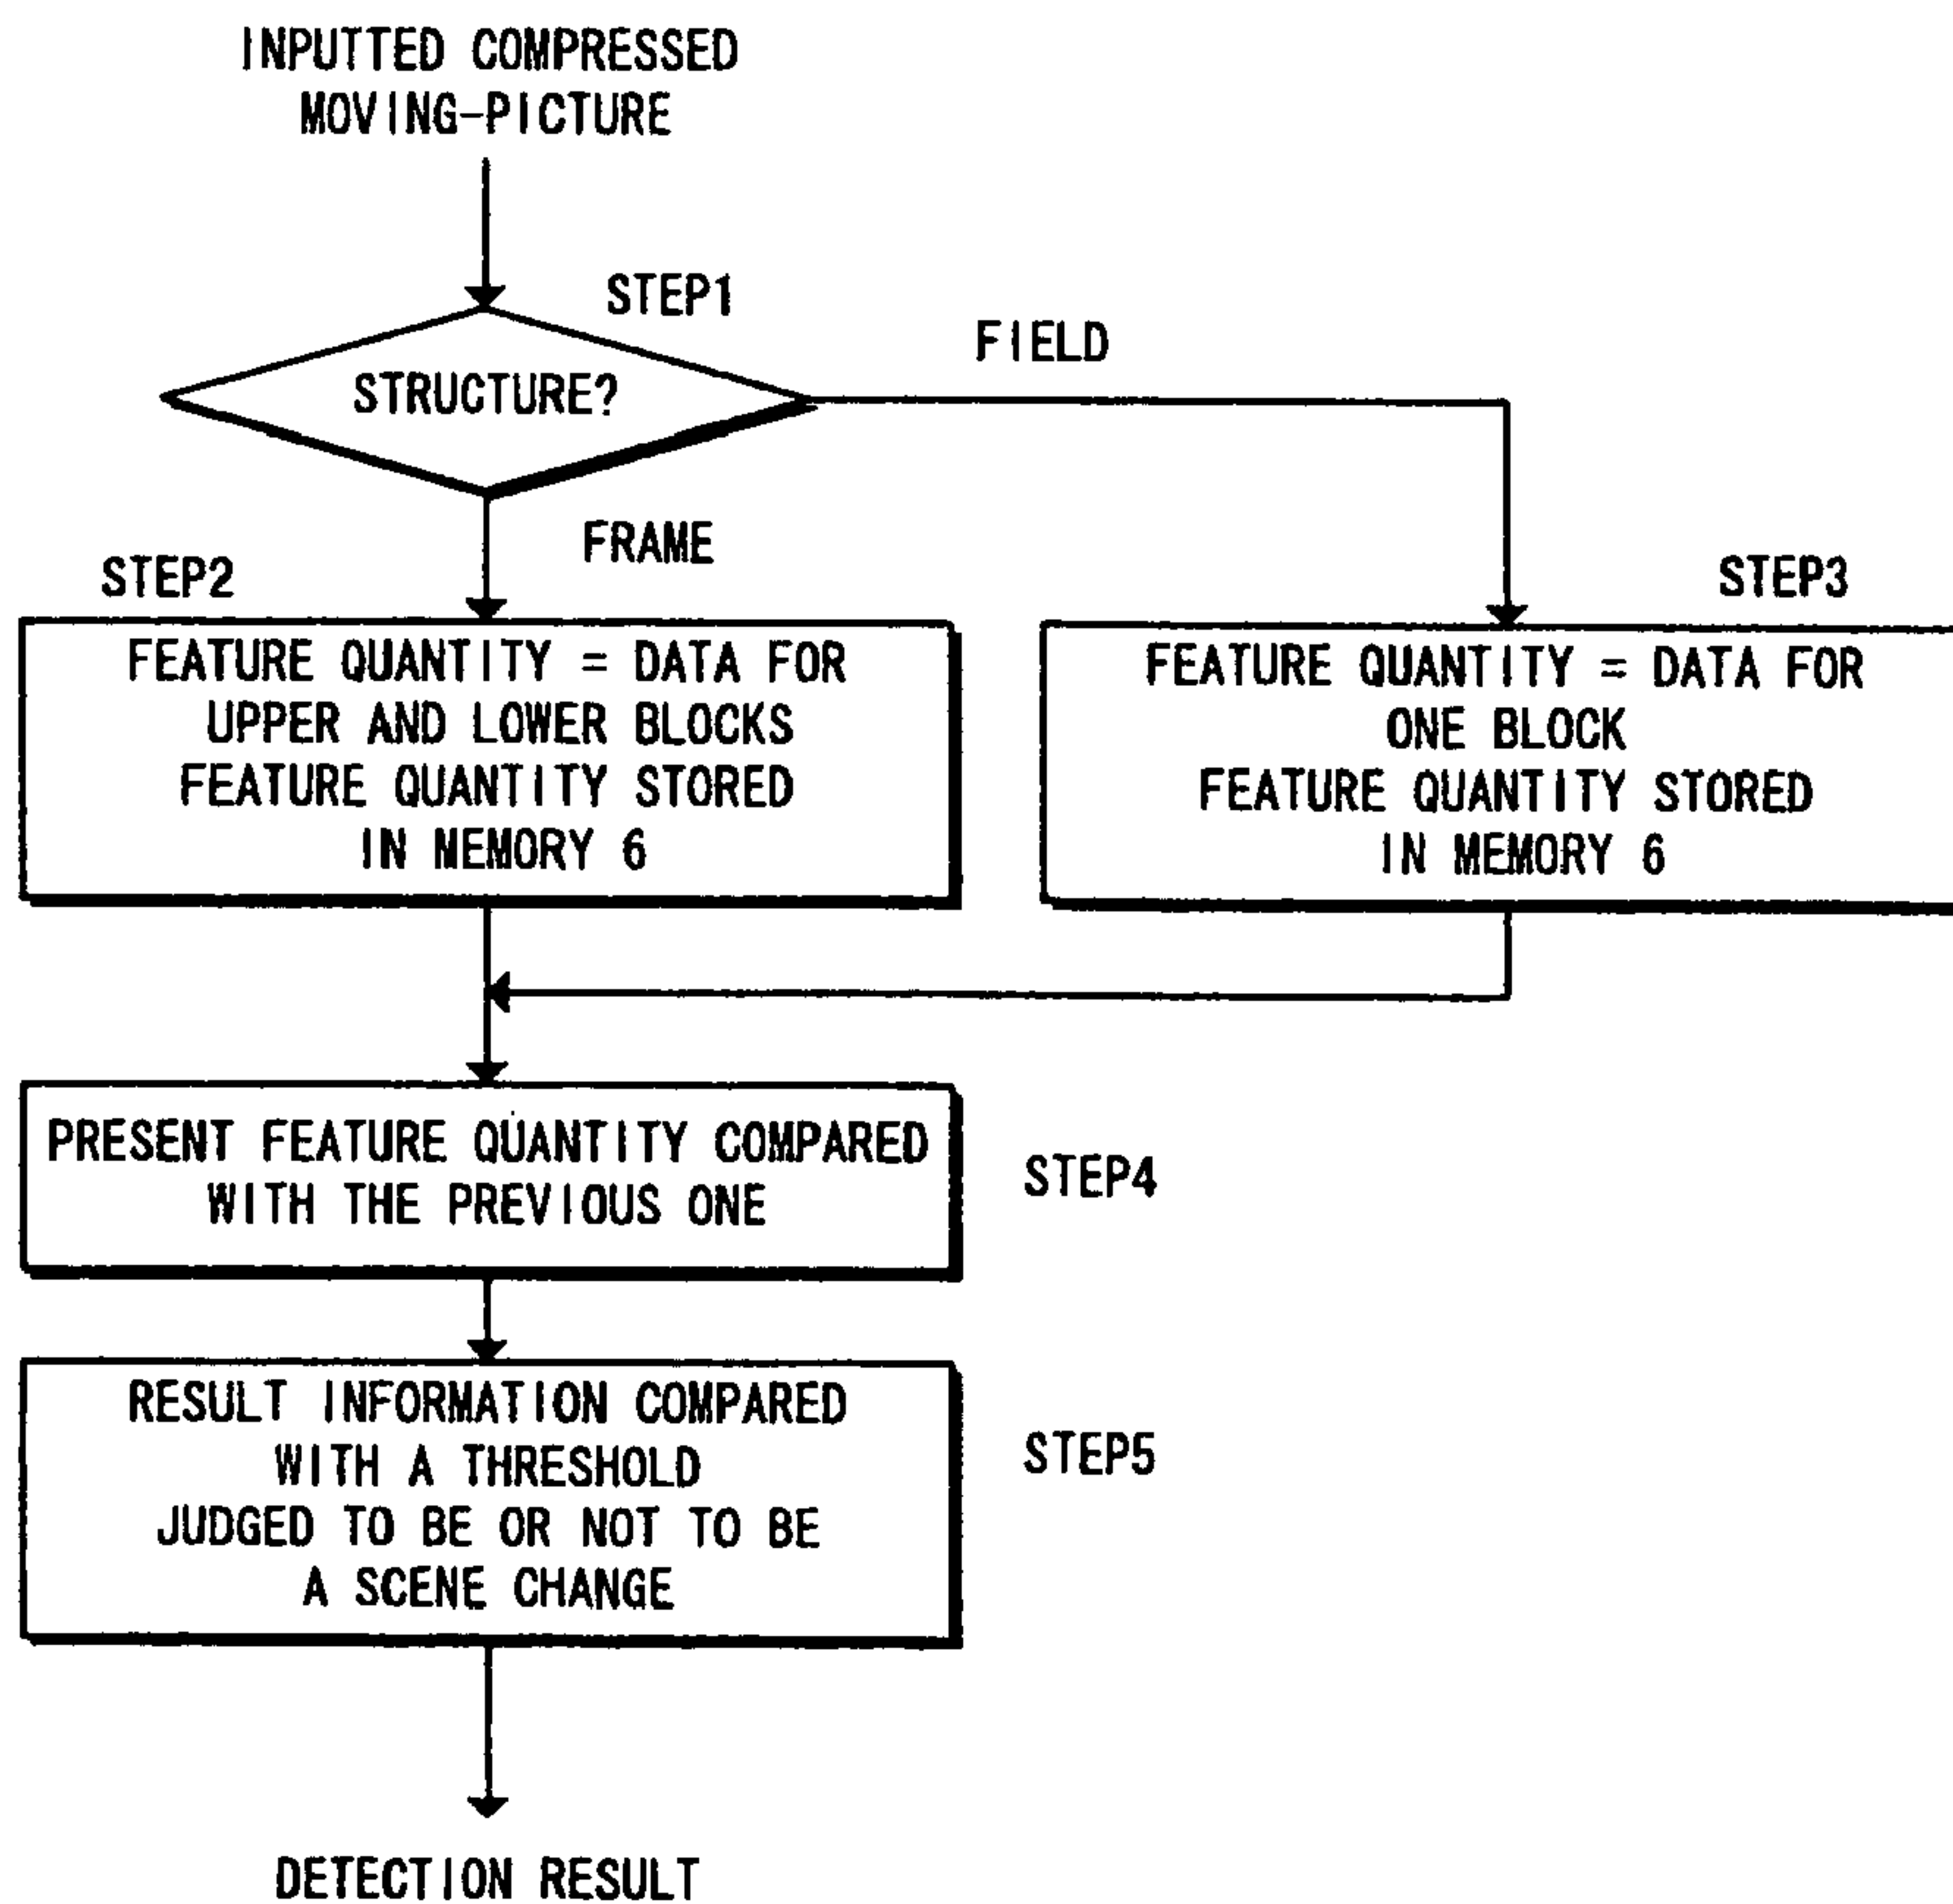 INPUTTED COMPRESSED
MOVING-PICTURE
STEP1
STRUCTURE?
FIELD
FRAME
STEP2
FEATURE QUANTITY = DATA FOR
UPPER AND LOWER BLOCKS
FEATURE QUANTITY STORED
IN MEMORY 6
STEP3
FEATURE QUANTITY = DATA FOR
ONE BLOCK
FEATURE QUANTITY STORED
IN MEMORY 6
PRESENT FEATURE QUANTITY COMPARED
WITH THE PREVIOUS ONE
STEP4
RESULT INFORMATION COMPARED
WITH A THRESHOLD
JUDGED TO BE OR NOT TO BE
A SCENE CHANGE
STEP5
DETECTION RESULT